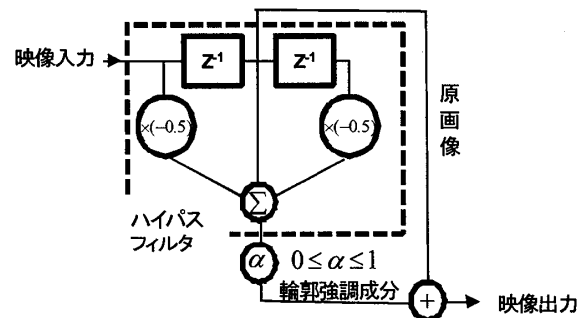 映像入力
Z-1
Z-1
×(−0.5)
×(−0.5)
原画像
Σ
ハイパス
フィルタ
α
0≤α≤1
輪郭強調成分
+
映像出力